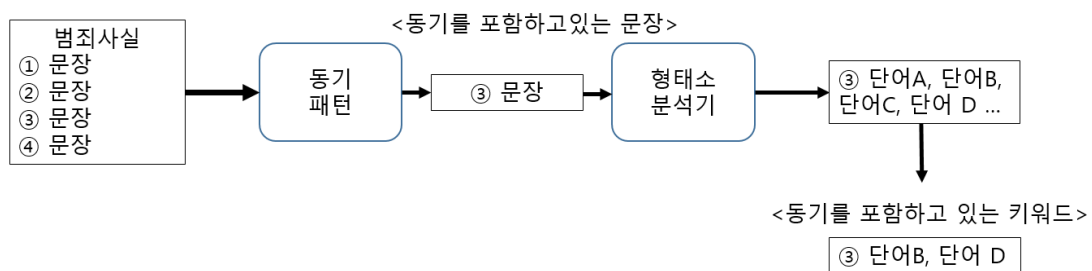 <동기를 포함하고있는 문장>
범죄사실
① 문장
② 문장
③ 문장
④ 문장
동기
패턴
③ 문장
형태소
분석기
③ 단어A, 단어B,
단어C, 단어 D ...
<동기를 포함하고 있는 키워드>
③ 단어B, 단어 D